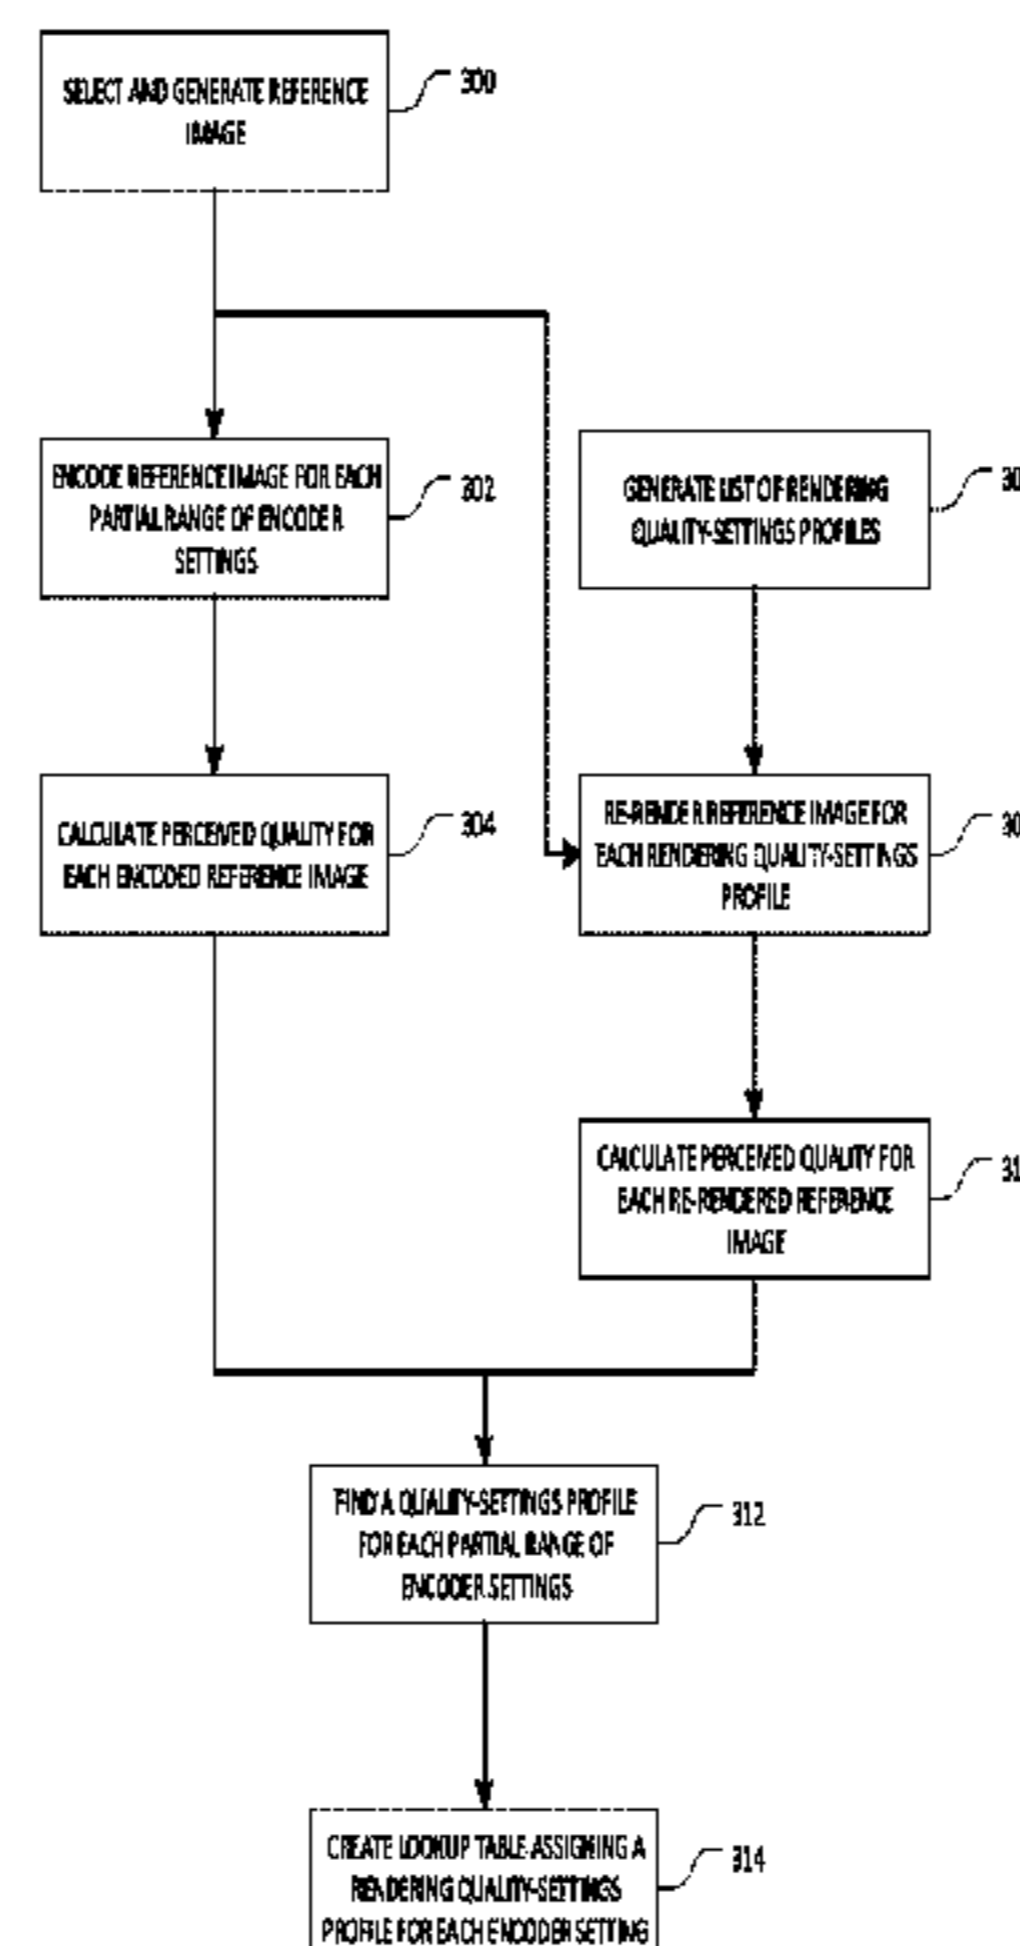 SELECT AND GENERATE REFERENCE
IMAGE
300
ENCODE REFERENCE IMAGE FOR EACH
PARTIAL RANGE OF ENCODER
SETTINGS
302
GENERATE LIST OF RENDERING
QUALITY-SETTINGS PROFILES
30
CALCULATE PERCEIVED QUALITY FOR
EACH ENCODED REFERENCE IMAGE
304
RE-RENDER REFERENCE IMAGE FOR
EACH RENDERING QUALITY-SETTINGS
PROFILE
30
CALCULATE PERCEIVED QUALITY FOR
EACH RE-RENDERED REFERENCE
IMAGE
31
FIND A QUALITY-SETTINGS PROFILE
FOR EACH PARTIAL RANGE OF
ENCODER SETTINGS
312
CREATE LOOKUP TABLE ASSIGNING A
RENDERING QUALITY-SETTINGS
PROFILE FOR EACH ENCODER SETTING
314